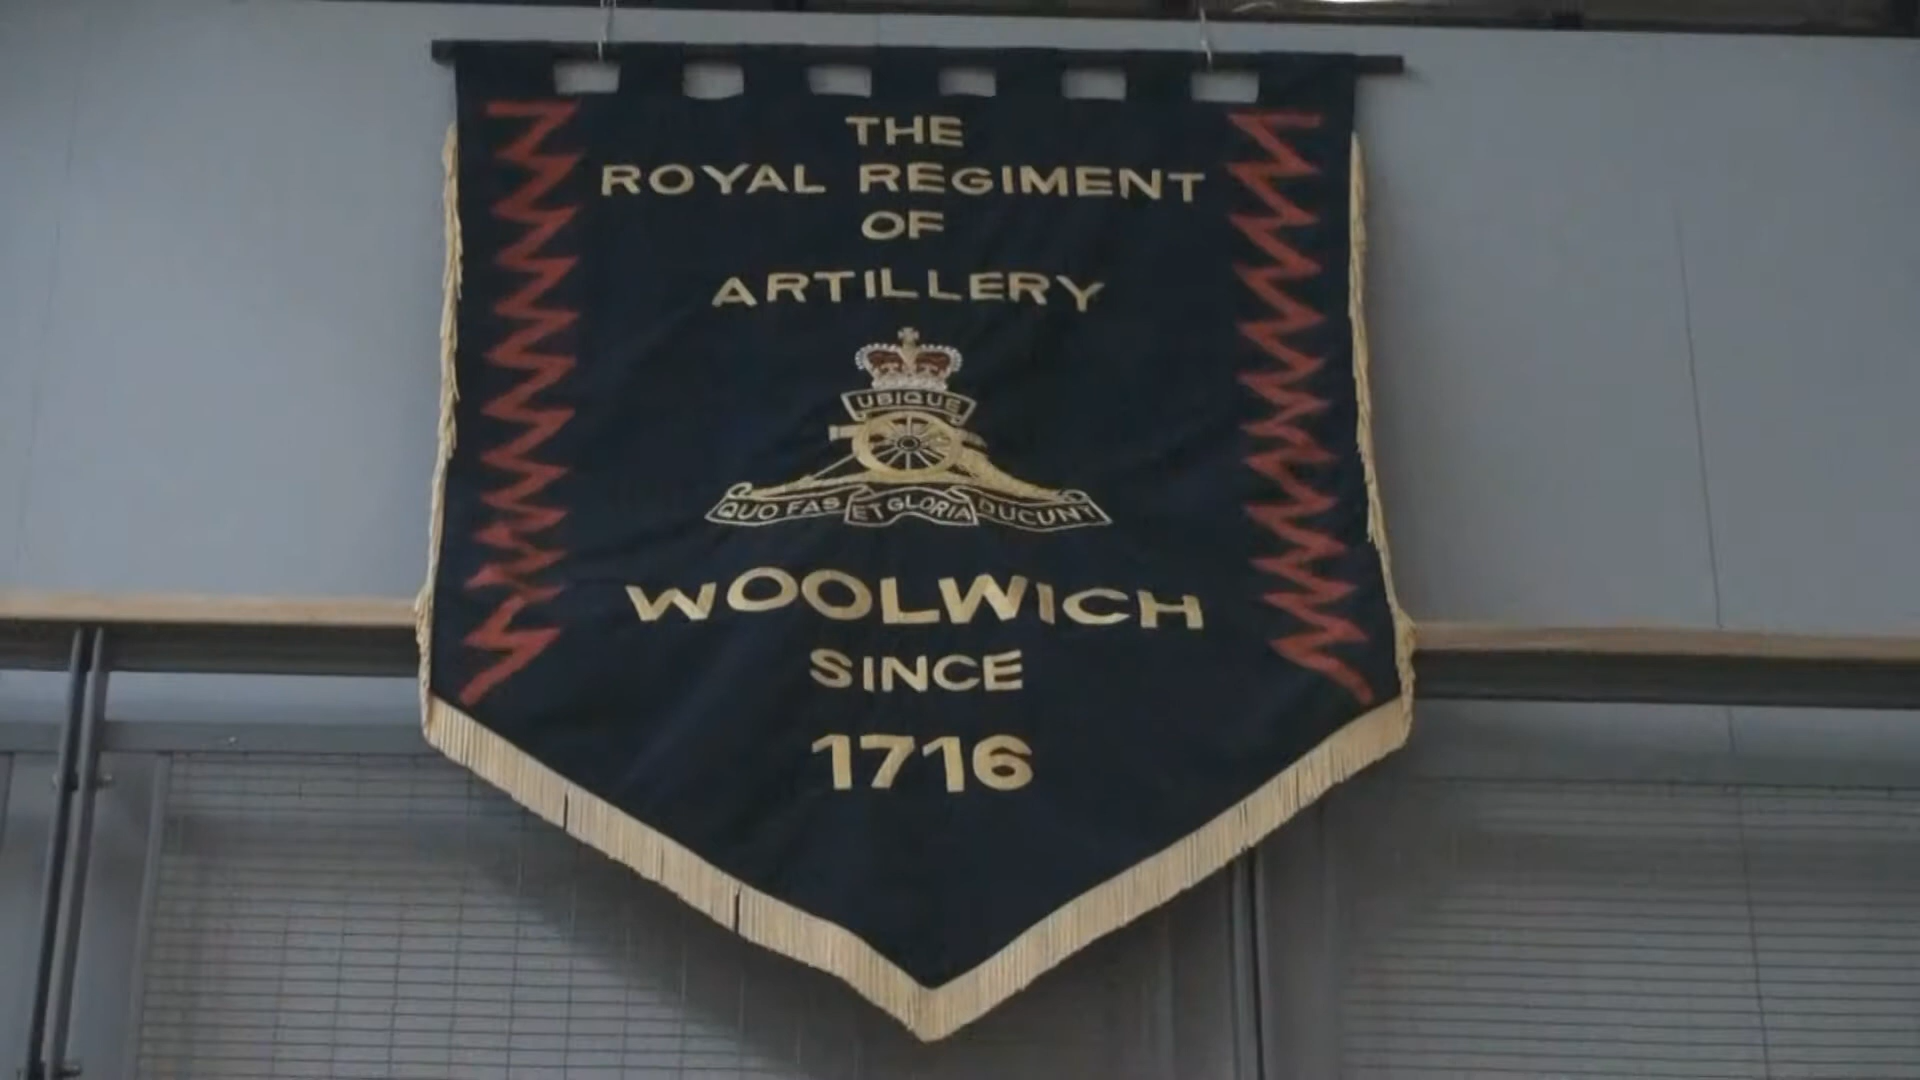 THE
ROYAL REGIMENT
OF
ARTILLERY
UBIQUE
QUO FAS ET GLORIA DUCUNT
WOOLWICH
SINCE
1716